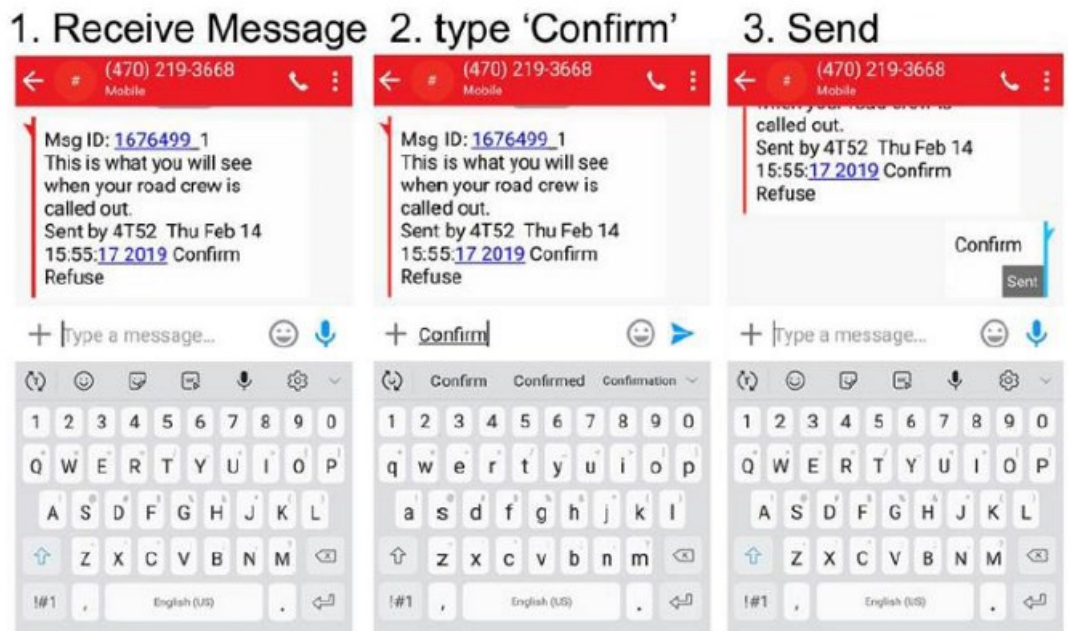 1. Receive Message
2. type ‘Confirm’
3. Send
#
(470) 219-3668
Mobile
Msg ID: 1676499_1
This is what you will see
when your road crew is
called out.
Sent by 4T52 Thu Feb 14
15:55:17 2019 Confirm
Refuse
Type a message...
1 2 3 4 5 6 7 8 9 0
Q W E R T Y U I O P
A S D F G H J K L
Z X C V B N M
!#1 , English (US) .
#
(470) 219-3668
Mobile
Msg ID: 1676499_1
This is what you will see
when your road crew is
called out.
Sent by 4T52 Thu Feb 14
15:55:17 2019 Confirm
Refuse
Confirm
Confirm Confirmed Confirmation
1 2 3 4 5 6 7 8 9 0
q w e r t y u i o p
a s d f g h j k l
z x c v b n m
!#1 , English (US) .
#
(470) 219-3668
Mobile
when your road crew is
called out.
Sent by 4T52 Thu Feb 14
15:55:17 2019 Confirm
Refuse
Confirm
Sent
Type a message...
1 2 3 4 5 6 7 8 9 0
Q W E R T Y U I O P
A S D F G H J K L
Z X C V B N M
!#1 , English (US) .